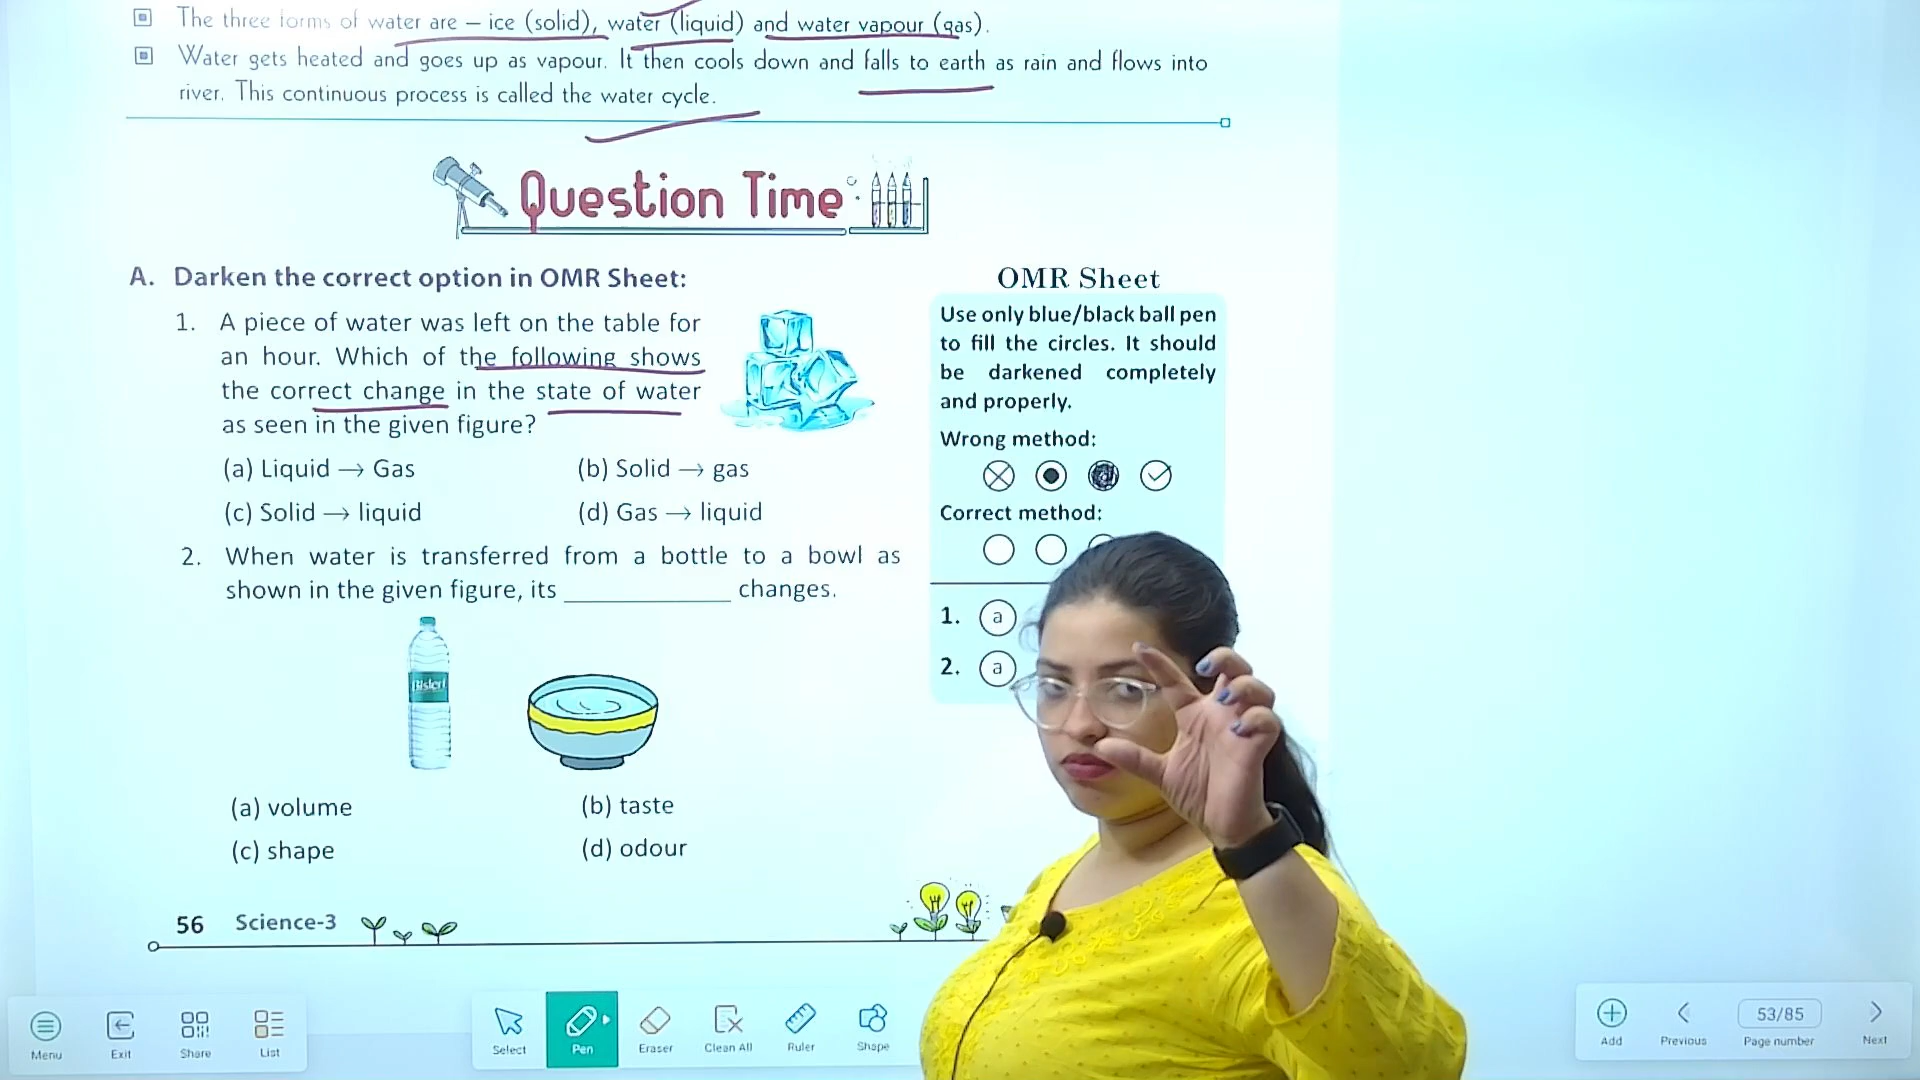 The three forms of water are – ice (solid), water (liquid) and water vapour (gas).
Water gets heated and goes up as vapour. It then cools down and falls to earth as rain and flows into
river. This continuous process is called the water cycle.
Question Time
A. Darken the correct option in OMR Sheet:
1. A piece of water was left on the table for
an hour. Which of the following shows
the correct change in the state of water
as seen in the given figure?
(a) Liquid → Gas (b) Solid → gas
(c) Solid → liquid (d) Gas → liquid
2. When water is transferred from a bottle to a bowl as
shown in the given figure, its ____________ changes.
Bisleri
(a) volume (b) taste
(c) shape (d) odour
OMR Sheet
Use only blue/black ball pen
to fill the circles. It should
be darkened completely
and properly.
Wrong method:
Correct method:
1. a
2. a
56 Science-3
Menu Exit Share List
Select Pen Eraser Clean All Ruler Shape
53/85
Add Previous Page number Next